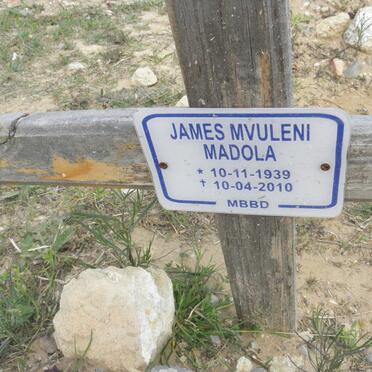 JAMES MVULENI
MADOLA
* 10-11-1939
† 10-04-2010
MBBD